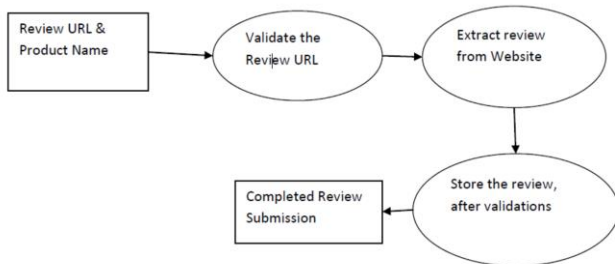 Review URL &
Product Name
Validate the
Review URL
Extract review
from Website
Store the review,
after validations
Completed Review
Submission